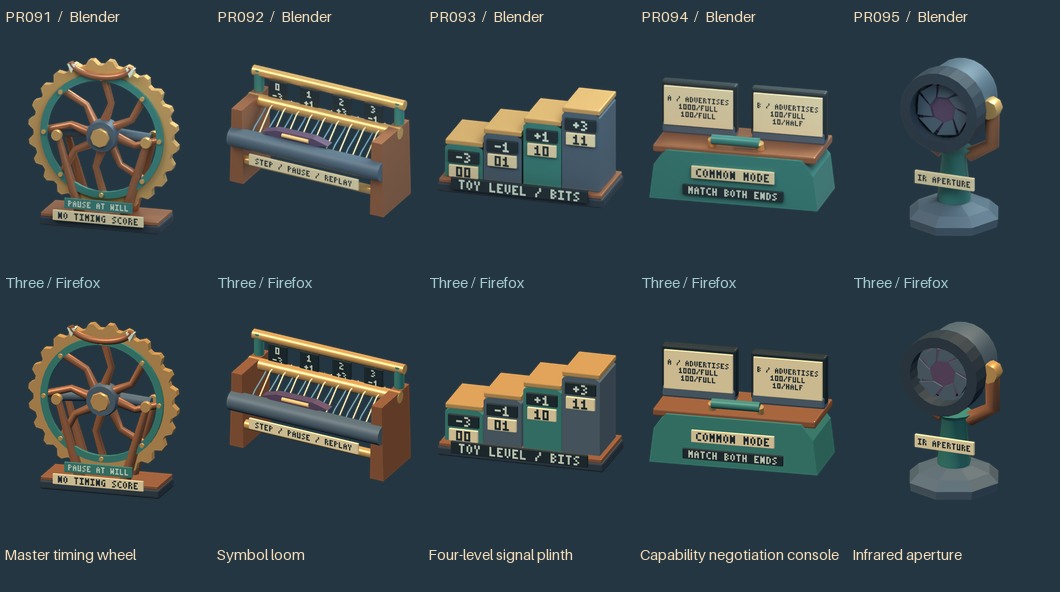 PR091 / Blender
PR092 / Blender
PR093 / Blender
PR094 / Blender
PR095 / Blender
PAUSE AT WILL
NO TIMING SCORE
0 1 2 3
-3 -1 +1 +3
STEP / PAUSE / REPLAY
-3
00
-1
01
+1
10
+3
11
TOY LEVEL / BITS
A / ADVERTISES
1000/FULL
100/FULL
B / ADVERTISES
100/FULL
10/HALF
COMMON MODE
MATCH BOTH ENDS
IR APERTURE
Three / Firefox
Three / Firefox
Three / Firefox
Three / Firefox
Three / Firefox
PAUSE AT WILL
NO TIMING SCORE
0 1 2 3
-3 -1 +1 +3
STEP / PAUSE / REPLAY
-3
00
-1
01
+1
10
+3
11
TOY LEVEL / BITS
A / ADVERTISES
1000/FULL
100/FULL
B / ADVERTISES
100/FULL
10/HALF
COMMON MODE
MATCH BOTH ENDS
IR APERTURE
Master timing wheel
Symbol loom
Four-level signal plinth
Capability negotiation console
Infrared aperture